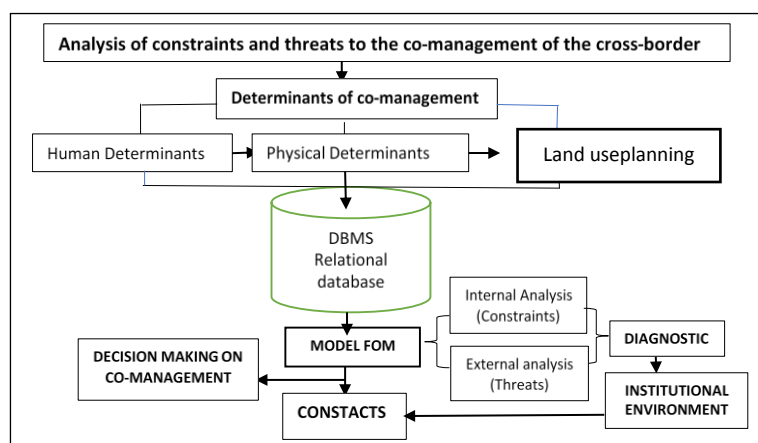 Analysis of constraints and threats to the co-management of the cross-border
Determinants of co-management
Human Determinants
Physical Determinants
Land useplanning
DBMS
Relational
database
Internal Analysis
(Constraints)
MODEL FOM
External analysis
(Threats)
DIAGNOSTIC
DECISION MAKING ON
CO-MANAGEMENT
INSTITUTIONAL
ENVIRONMENT
CONSTACTS